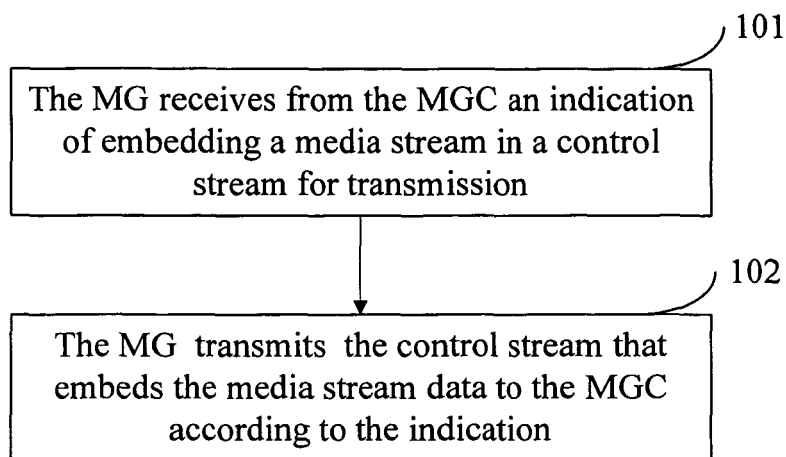 101
The MG receives from the MGC an indication
of embedding a media stream in a control
stream for transmission
102
The MG transmits the control stream that
embeds the media stream data to the MGC
according to the indication